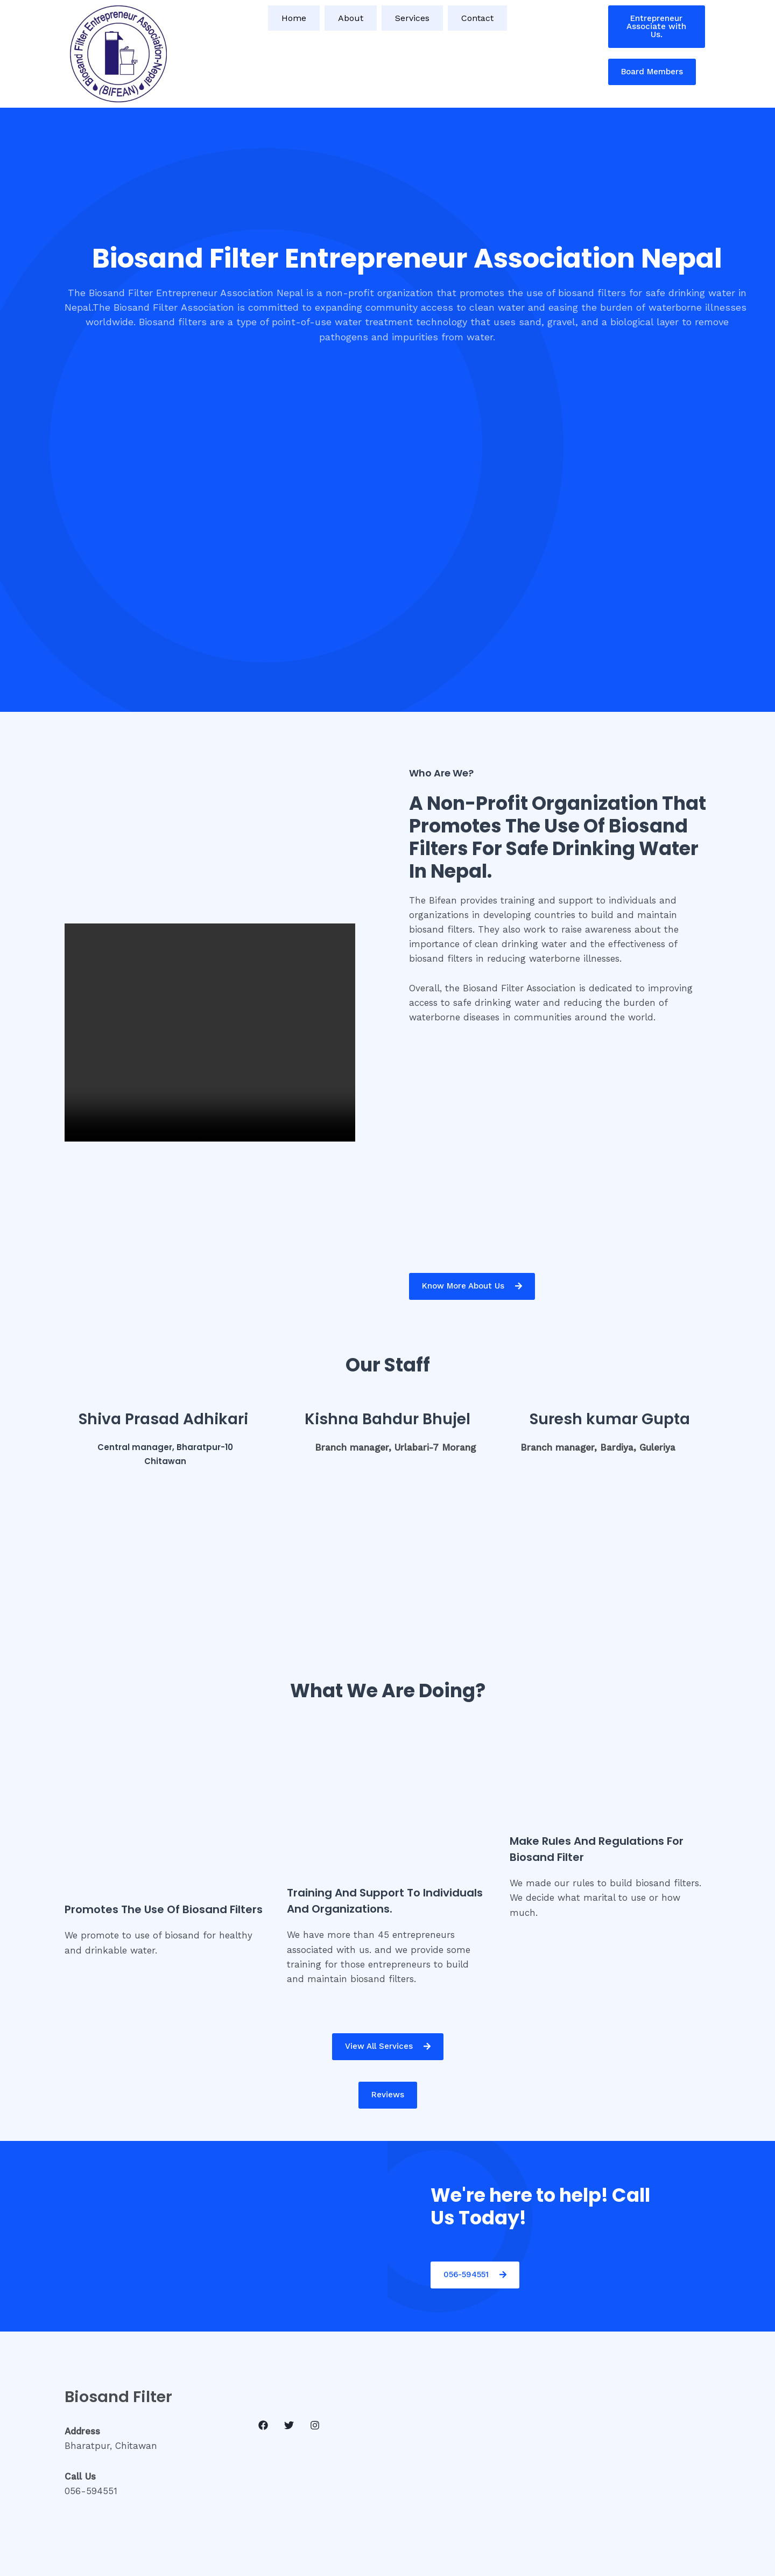 Biosand Filter Entrepreneur Association-Nepal
(BIFEAN)
Home
About
Services
Contact
Entrepreneur
Associate with
Us.
Board Members
Biosand Filter Entrepreneur Association Nepal
The Biosand Filter Entrepreneur Association Nepal is a non-profit organization that promotes the use of biosand filters for safe drinking water in
Nepal.The Biosand Filter Association is committed to expanding community access to clean water and easing the burden of waterborne illnesses
worldwide. Biosand filters are a type of point-of-use water treatment technology that uses sand, gravel, and a biological layer to remove
pathogens and impurities from water.
Who Are We?
A Non-Profit Organization That
Promotes The Use Of Biosand
Filters For Safe Drinking Water
In Nepal.
The Bifean provides training and support to individuals and
organizations in developing countries to build and maintain
biosand filters. They also work to raise awareness about the
importance of clean drinking water and the effectiveness of
biosand filters in reducing waterborne illnesses.
Overall, the Biosand Filter Association is dedicated to improving
access to safe drinking water and reducing the burden of
waterborne diseases in communities around the world.
Know More About Us
Our Staff
Shiva Prasad Adhikari
Central manager, Bharatpur-10
Chitawan
Kishna Bahdur Bhujel
Branch manager, Urlabari-7 Morang
Suresh kumar Gupta
Branch manager, Bardiya, Guleriya
What We Are Doing?
Promotes The Use Of Biosand Filters
We promote to use of biosand for healthy
and drinkable water.
Training And Support To Individuals
And Organizations.
We have more than 45 entrepreneurs
associated with us. and we provide some
training for those entrepreneurs to build
and maintain biosand filters.
Make Rules And Regulations For
Biosand Filter
We made our rules to build biosand filters.
We decide what marital to use or how
much.
View All Services
Reviews
We're here to help! Call
Us Today!
056-594551
Biosand Filter
Address
Bharatpur, Chitawan
Call Us
056-594551